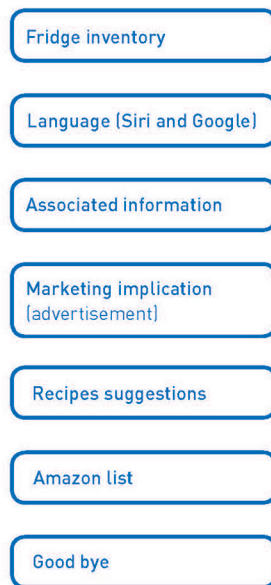 Fridge inventory
Language (Siri and Google)
Associated information
Marketing implication
(advertisement)
Recipes suggestions
Amazon list
Good bye